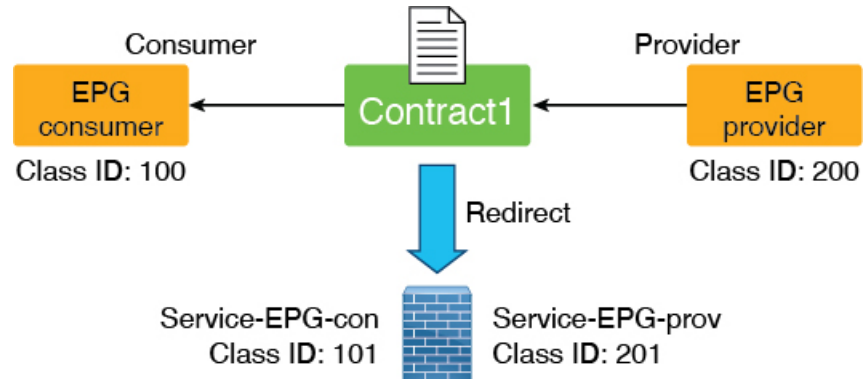 Consumer
Provider
EPG
consumer
Contract1
EPG
provider
Class ID: 100
Class ID: 200
Redirect
Service-EPG-con
Class ID: 101
Service-EPG-prov
Class ID: 201